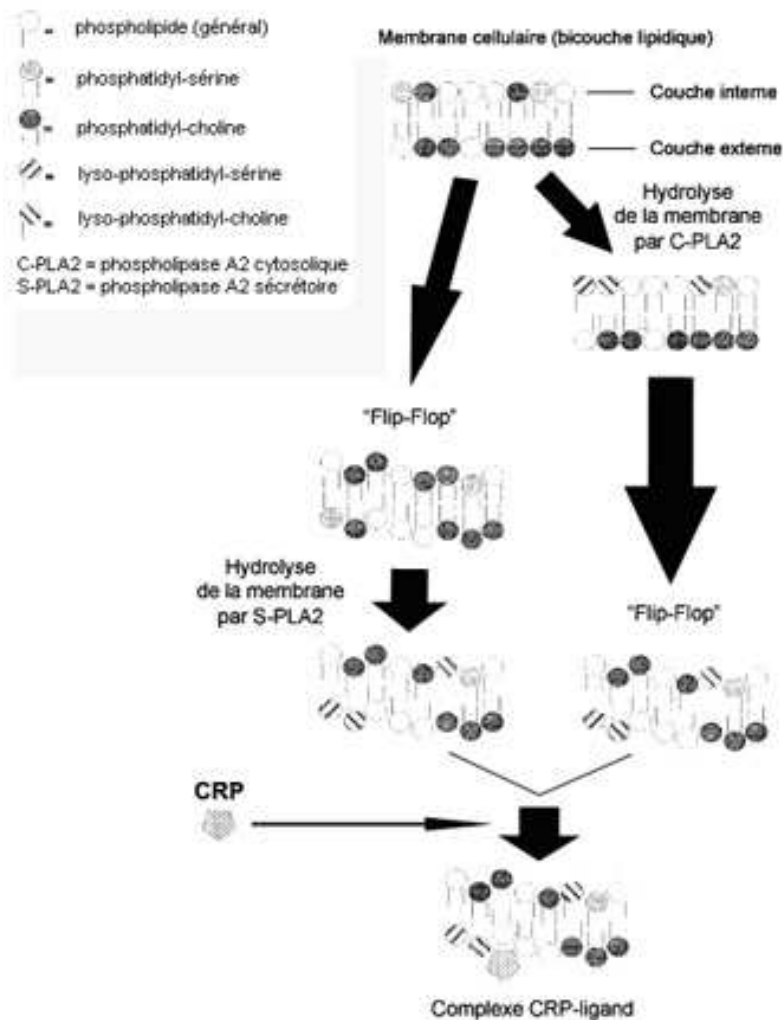 = phospholipide (général)
= phosphatidyl-sérine
= phosphatidyl-choline
= lyso-phosphatidyl-sérine
= lyso-phosphatidyl-choline
C-PLA2 = phospholipase A2 cytosolique
S-PLA2 = phospholipase A2 sécrétoire
Membrane cellulaire (bicouche lipidique)
Couche interne
Couche externe
Hydrolyse
de la membrane
par C-PLA2
"Flip-Flop"
Hydrolyse
de la membrane
par S-PLA2
"Flip-Flop"
CRP
Complexe CRP-ligand